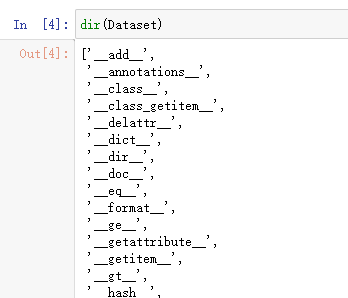 In [4]: dir(Dataset)
Out[4]: ['__add__',
'__annotations__',
'__class__',
'__class_getitem__',
'__delattr__',
'__dict__',
'__dir__',
'__doc__',
'__eq__',
'__format__',
'__ge__',
'__getattribute__',
'__getitem__',
'__gt__',
'__hash__',